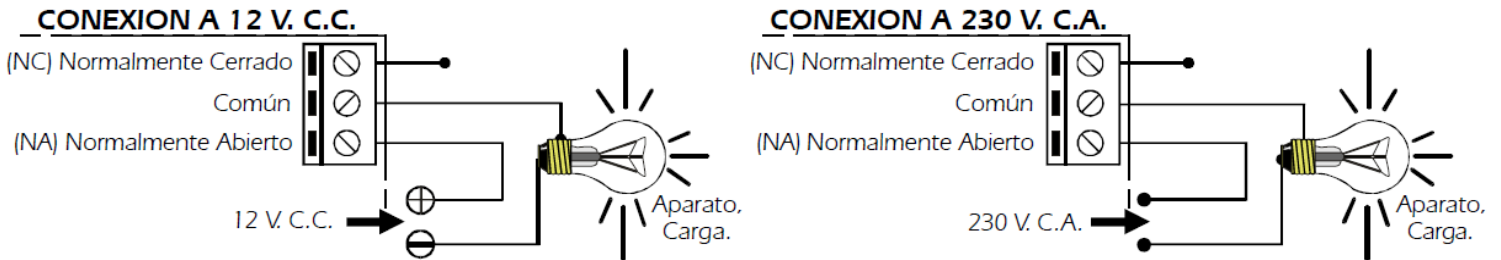 CONEXION A 12 V. C.C.
(NC) Normalmente Cerrado
Común
(NA) Normalmente Abierto
12 V. C.C.
Aparato,
Carga.
CONEXION A 230 V. C.A.
(NC) Normalmente Cerrado
Común
(NA) Normalmente Abierto
230 V. C.A.
Aparato,
Carga.